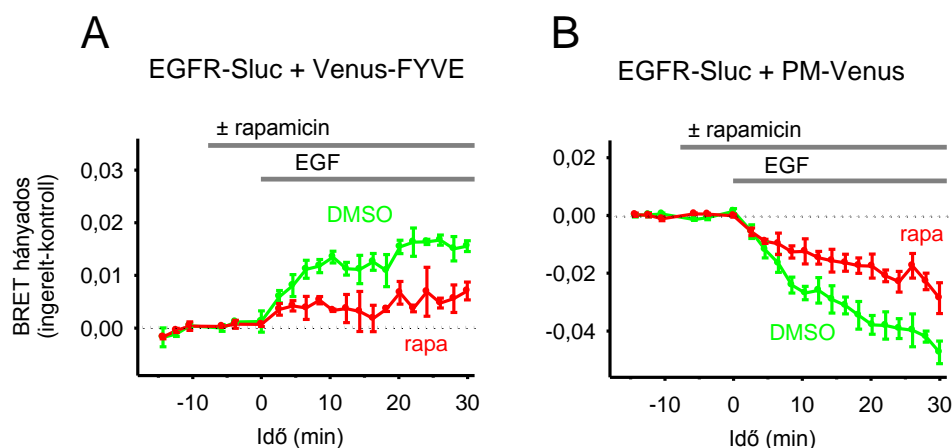 A
EGFR-Sluc + Venus-FYVE
± rapamicin
EGF
DMSO
rapa
BRET hányados
(ingerelt-kontroll)
0,03
0,02
0,01
0,00
-10
0
10
20
30
Idő (min)
B
EGFR-Sluc + PM-Venus
± rapamicin
EGF
rapa
DMSO
0,02
0,00
-0,02
-0,04
-10
0
10
20
30
Idő (min)